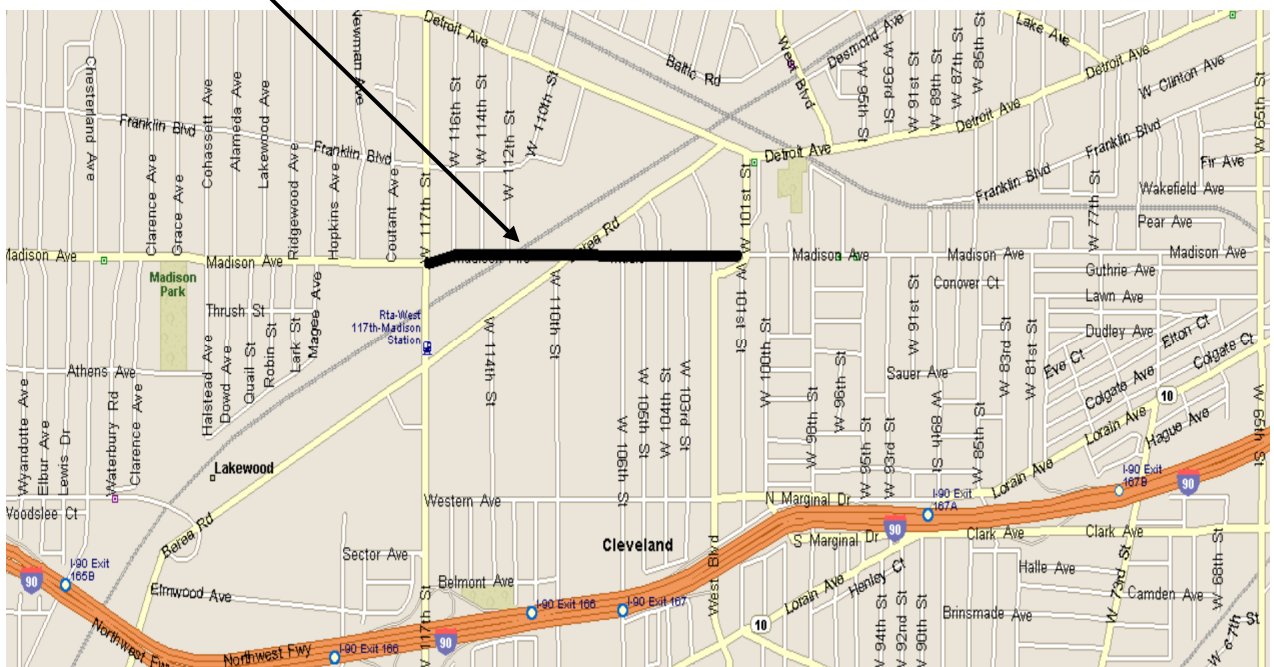 Detroit Ave
Newman Ave
Baltic Rd
West Blvd
Desmond Ave
W 95th St
W 93rd St
W 91st St
W 89th St
W 87th St
W 85th St
Lake Ave
Detroit Ave
W Clinton Ave
W 65th St
Chesterland Ave
Franklin Blvd
Cohassett Ave
Alameda Ave
Lakewood Ave
Franklin Blvd
W 117th St
W 116th St
W 114th St
W 112th St
W 110th St
Detroit Ave
Detroit Ave
Franklin Blvd
Franklin Blvd
Fir Ave
Wakefield Ave
Pear Ave
W 77th St
Clarence Ave
Grace Ave
Ridgewood Ave
Hopkins Ave
Coutant Ave
Berea Rd
W 101st St
Madison Ave
Madison Ave
Madison Ave
Madison Ave
Madison Ave
Madison Park
Thrush St
Magee Ave
Lark St
Robin St
Quail St
Dowd Ave
Halstead Ave
Rta-West
117th-Madison
Station
W 114th St
W 110th St
W 101st St
W 100th St
W 91st St
Conover Ct
Guthrie Ave
Lawn Ave
Dudley Ave
Elton Ct
Colgate Ct
Eve Ct
Colgate Ave
W 83rd St
W 81st St
Athens Ave
W 106th St
W 105th St
W 104th St
W 103rd St
W 98th St
W 96th St
W 95th St
W 93rd St
Sauer Ave
W 89th St
W 85th St
10
Lorain Ave
Hague Ave
W 65th St
Wyandotte Ave
Elbur Ave
Lewis Dr
Waterbury Rd
Clarence Ave
Lakewood
Woodslee Ct
Berea Rd
Western Ave
N Marginal Dr
Lorain Ave
I-90 Exit
167A
I-90 Exit
167B
90
90
S Marginal Dr
Clark Ave
Clark Ave
Cleveland
West Blvd
Sector Ave
Belmont Ave
Elmwood Ave
I-90 Exit
165B
90
I-90 Exit 166
I-90 Exit 167
Lorain Ave
Henley Ct
10
Halle Ave
Camden Ave
Brinsmade Ave
W 73rd St
W 68th St
W 67th St
W 94th St
W 92nd St
W 90th St
W 117th St
Northwest Fwy
Northwest Fwy
90
I-90 Exit 166